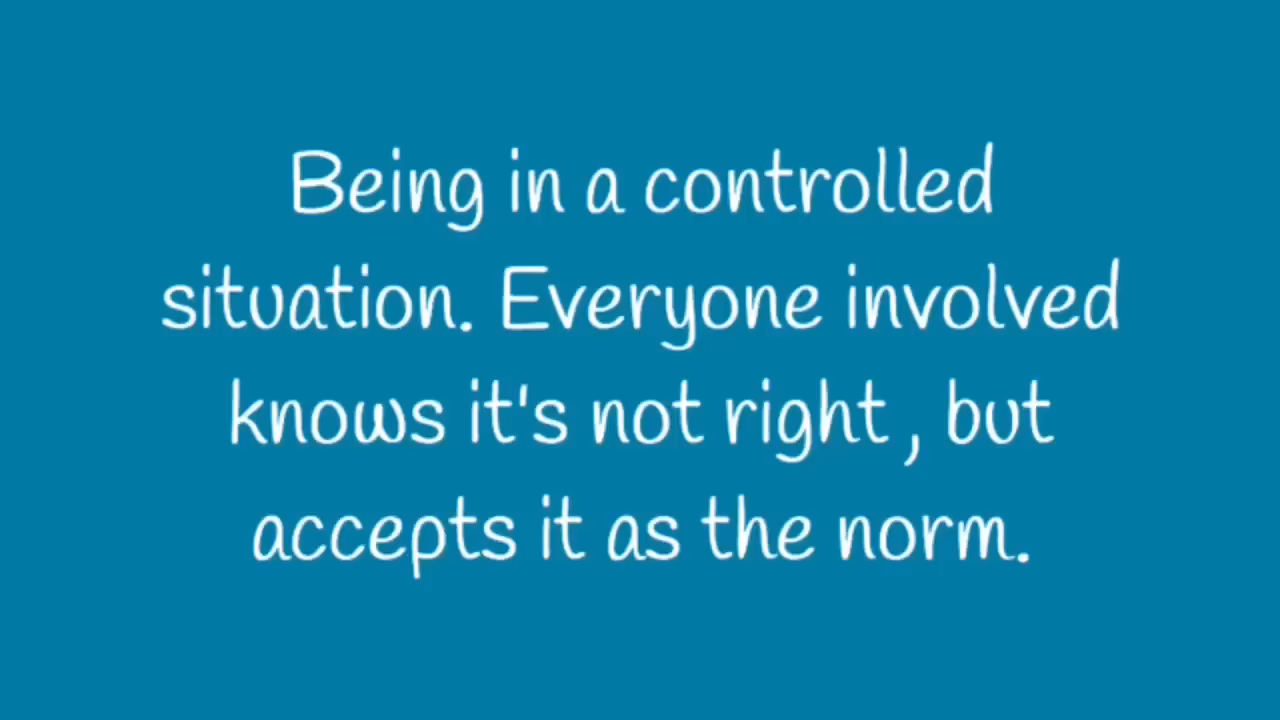 Being in a controlled
situation. Everyone involved
knows it's not right, but
accepts it as the norm.